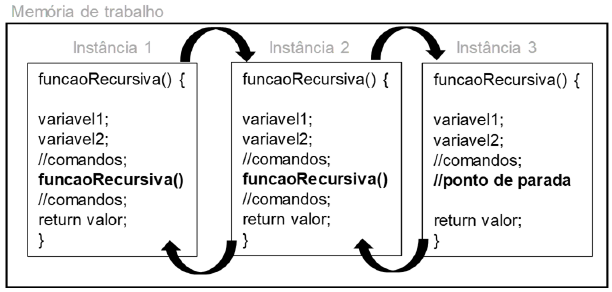 Memória de trabalho
Instância 1
funcaoRecursiva() {
variavel1;
variavel2;
//comandos;
funcaoRecursiva()
//comandos;
return valor;
}
Instância 2
funcaoRecursiva() {
variavel1;
variavel2;
//comandos;
funcaoRecursiva()
//comandos;
return valor;
}
Instância 3
funcaoRecursiva() {
variavel1;
variavel2;
//comandos;
//ponto de parada
return valor;
}